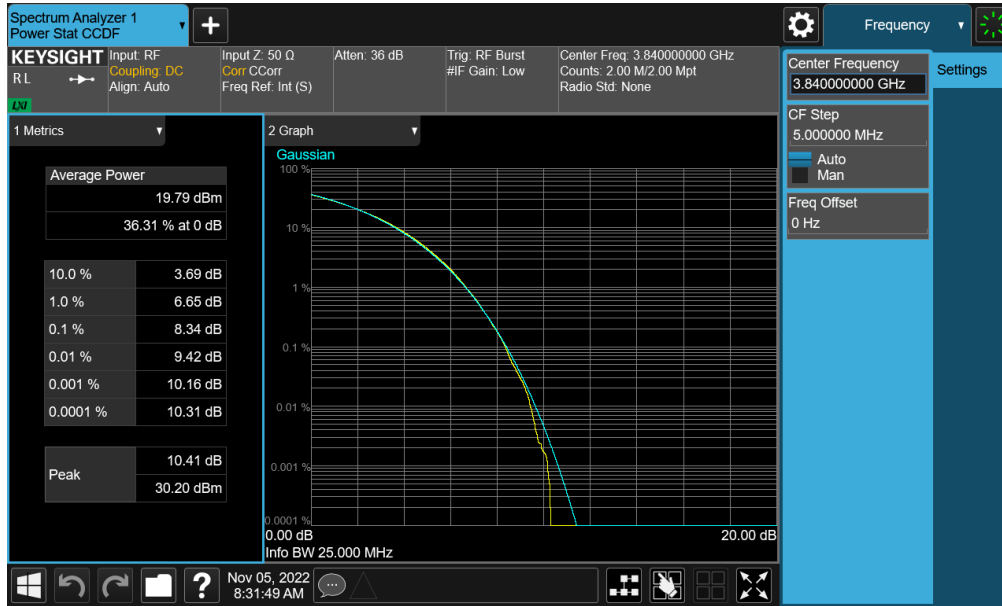 Spectrum Analyzer 1
Power Stat CCDF
Frequency
KEYSIGHT
R L
LXI
Input: RF
Coupling: DC
Align: Auto
Input Z: 50 Ω
Corr CCorr
Freq Ref: Int (S)
Atten: 36 dB
Trig: RF Burst
#IF Gain: Low
Center Freq: 3.840000000 GHz
Counts: 2.00 M/2.00 Mpt
Radio Std: None
Center Frequency
3.840000000 GHz
Settings
CF Step
5.000000 MHz
Auto
Man
Freq Offset
0 Hz
1 Metrics
Average Power
19.79 dBm
36.31 % at 0 dB
10.0 % 3.69 dB
1.0 % 6.65 dB
0.1 % 8.34 dB
0.01 % 9.42 dB
0.001 % 10.16 dB
0.0001 % 10.31 dB
Peak
10.41 dB
30.20 dBm
2 Graph
Gaussian
100 %
10 %
1 %
0.1 %
0.01 %
0.001 %
0.0001 %
0.00 dB
20.00 dB
Info BW 25.000 MHz
?
Nov 05, 2022
8:31:49 AM